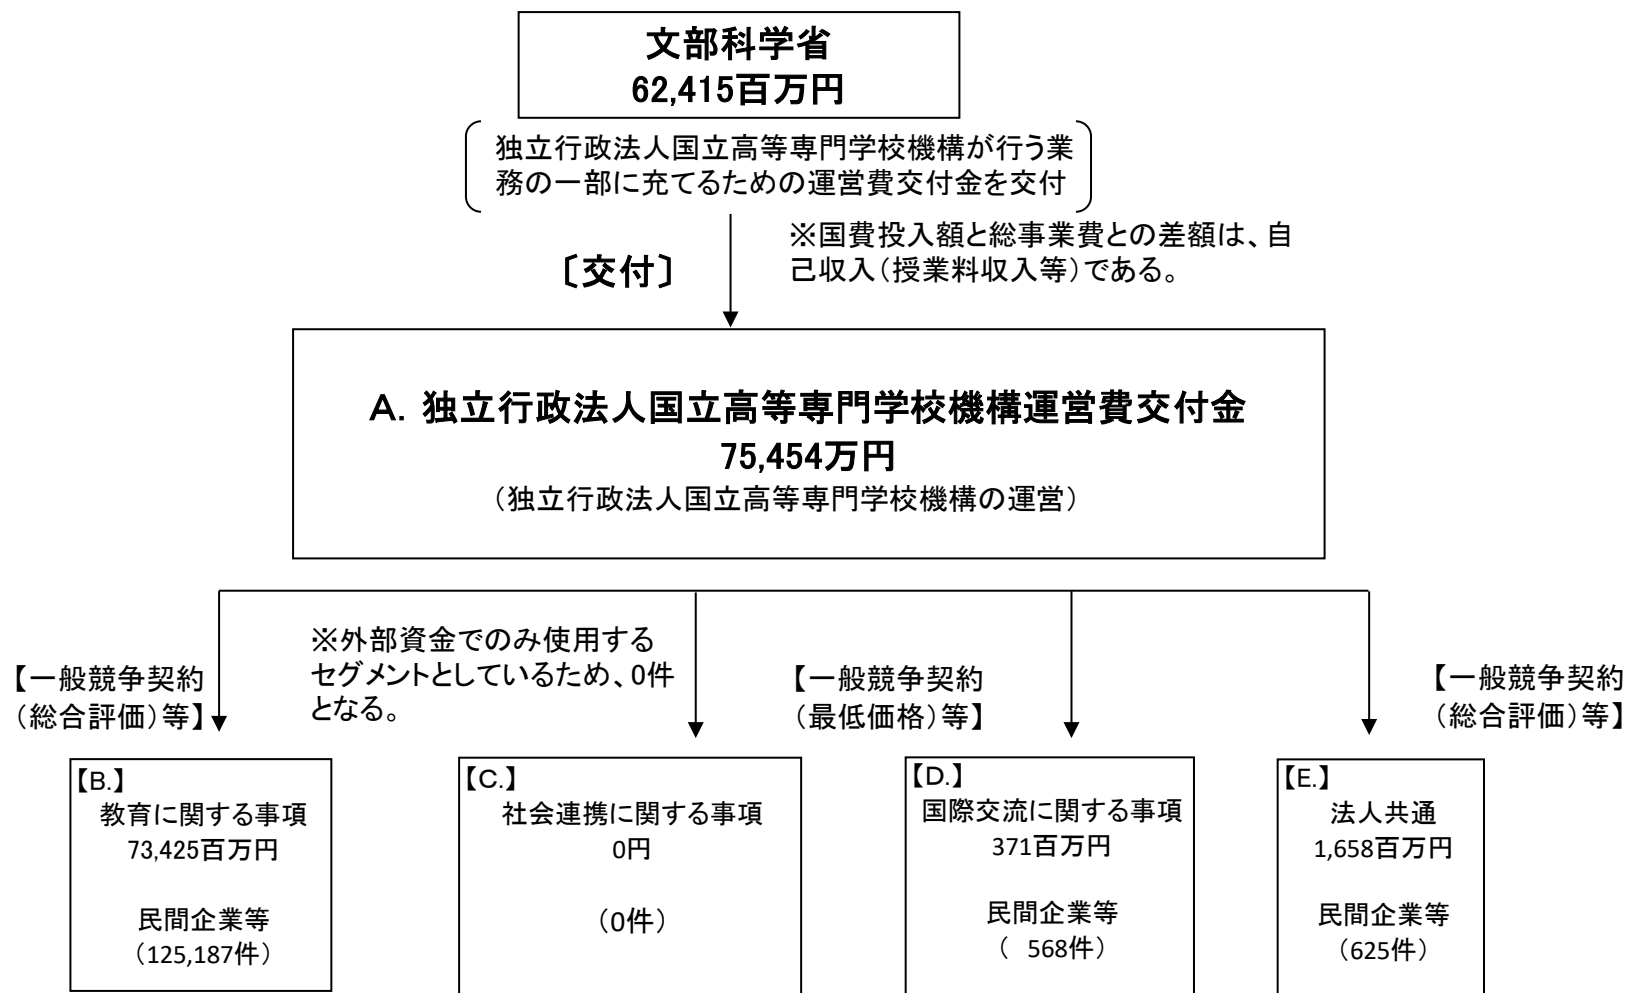 文部科学省
62,415百万円
独立行政法人国立高等専門学校機構が行う業
務の一部に充てるための運営費交付金を交付
〔交付〕
※国費投入額と総事業費との差額は、自
己収入（授業料収入等）である。
A．独立行政法人国立高等専門学校機構運営費交付金
75,454万円
（独立行政法人国立高等専門学校機構の運営）
【一般競争契約
（総合評価）等】
※外部資金でのみ使用する
セグメントとしているため、0件
となる。
【一般競争契約
（最低価格）等】
【一般競争契約
（総合評価）等】
【B.】
教育に関する事項
73,425百万円
民間企業等
（125,187件）
【C.】
社会連携に関する事項
0円
（0件）
【D.】
国際交流に関する事項
371百万円
民間企業等
（ 568件）
【E.】
法人共通
1,658百万円
民間企業等
（625件）